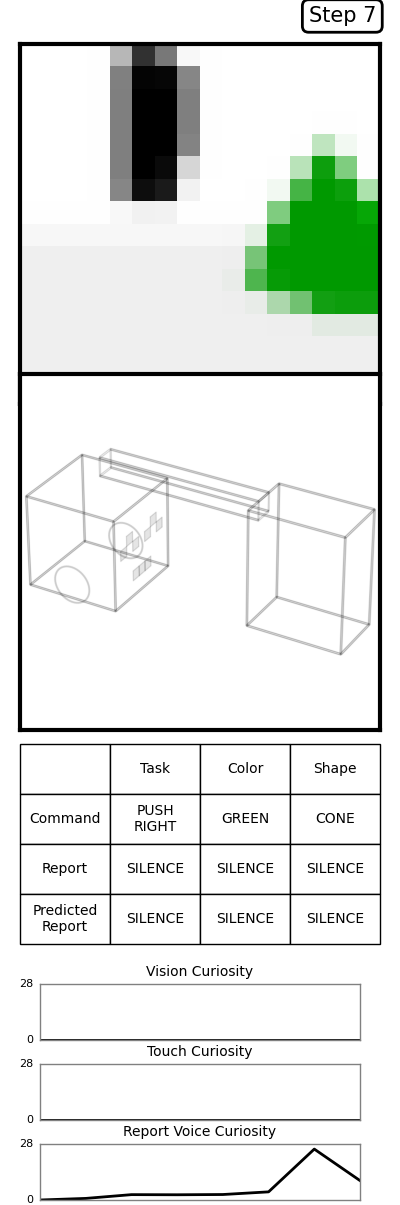 Step 7
Task Color Shape
Command PUSH RIGHT GREEN CONE
Report SILENCE SILENCE SILENCE
Predicted Report SILENCE SILENCE SILENCE
Vision Curiosity
28
0
Touch Curiosity
28
0
Report Voice Curiosity
28
0